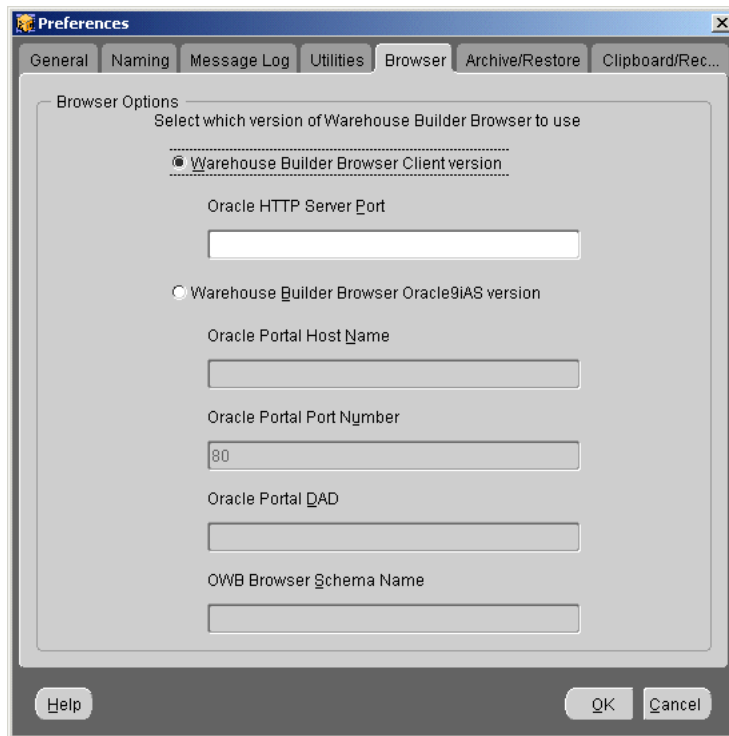 Preferences
General Naming Message Log Utilities Browser Archive/Restore Clipboard/Rec...
Browser Options
Select which version of Warehouse Builder Browser to use
Warehouse Builder Browser Client version
Oracle HTTP Server Port
Warehouse Builder Browser Oracle9iAS version
Oracle Portal Host Name
Oracle Portal Port Number
80
Oracle Portal DAD
OWB Browser Schema Name
Help OK Cancel